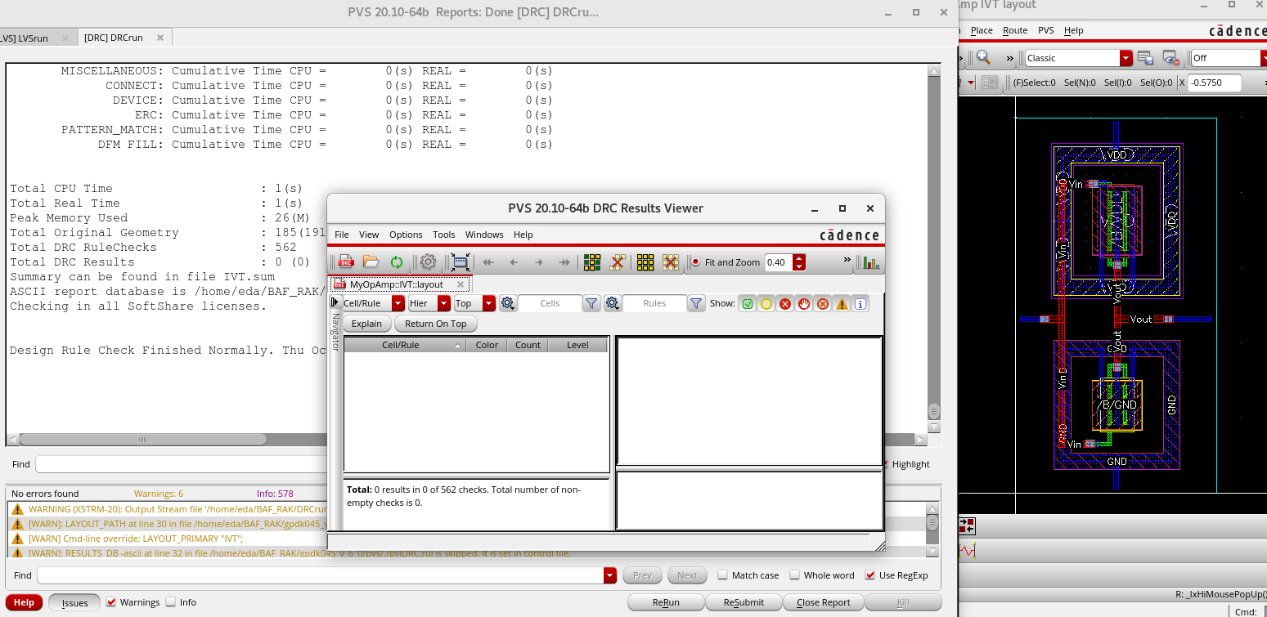 PVS 20.10-64b Reports: Done [DRC] DRCru...
LVS] LVSrun
[DRC] DRCrun
MISCELLANEOUS: Cumulative Time CPU = 0(s) REAL = 0(s)
CONNECT: Cumulative Time CPU = 0(s) REAL = 0(s)
DEVICE: Cumulative Time CPU = 0(s) REAL = 0(s)
ERC: Cumulative Time CPU = 0(s) REAL = 0(s)
PATTERN_MATCH: Cumulative Time CPU = 0(s) REAL = 0(s)
DFM FILL: Cumulative Time CPU = 0(s) REAL = 0(s)
Total CPU Time : 1(s)
Total Real Time : 1(s)
Peak Memory Used : 26(M)
Total Original Geometry : 185(191
Total DRC RuleChecks : 562
Total DRC Results : 0 (0)
Summary can be found in file IVT.sum
ASCII report database is /home/eda/BAF_RAK/
Checking in all SoftShare licenses.
Design Rule Check Finished Normally. Thu Oc
Find
Highlight
No errors found Warnings: 6 Info: 578
WARNING (XSTRM-20): Output Stream file '/home/eda/BAF_RAK/DRCrun
[WARN]: LAYOUT_PATH at line 30 in file /home/eda/BAF_RAK/gpdk045_v
[WARN] Cmd-line override: LAYOUT_PRIMARY "IVT";
[WARN]: RESULTS_DB -ascii at line 32 in file /home/eda/BAF_RAK/gpdk045_v_6_0/pvs/./pvlDRC.rul is skipped. It is set in control file.
Find Prev Next Match case Whole word Use RegExp
Help Issues Warnings Info ReRun ReSubmit Close Report Kill
PVS 20.10-64b DRC Results Viewer
File View Options Tools Windows Help
cādence
Fit and Zoom 0.40 »
MyOpAmp::IVT::layout
Cell/Rule Hier Top Cells Rules Show:
Explain Return On Top
Navigator
Cell/Rule Color Count Level
Total: 0 results in 0 of 562 checks. Total number of non-
empty checks is 0.
mp IVT layout
Place Route PVS Help
cādence
» Classic » Off
(F)Select:0 Sel(N):0 Sel(I):0 Sel(O):0 X -0.5750
VDD
Vin
VDD
Vin
Vout
Vout
Vout
GND
Vin
/B/GND
GND
GND
Vin
GND
R: _lxHiMousePopUp()
Cmd: